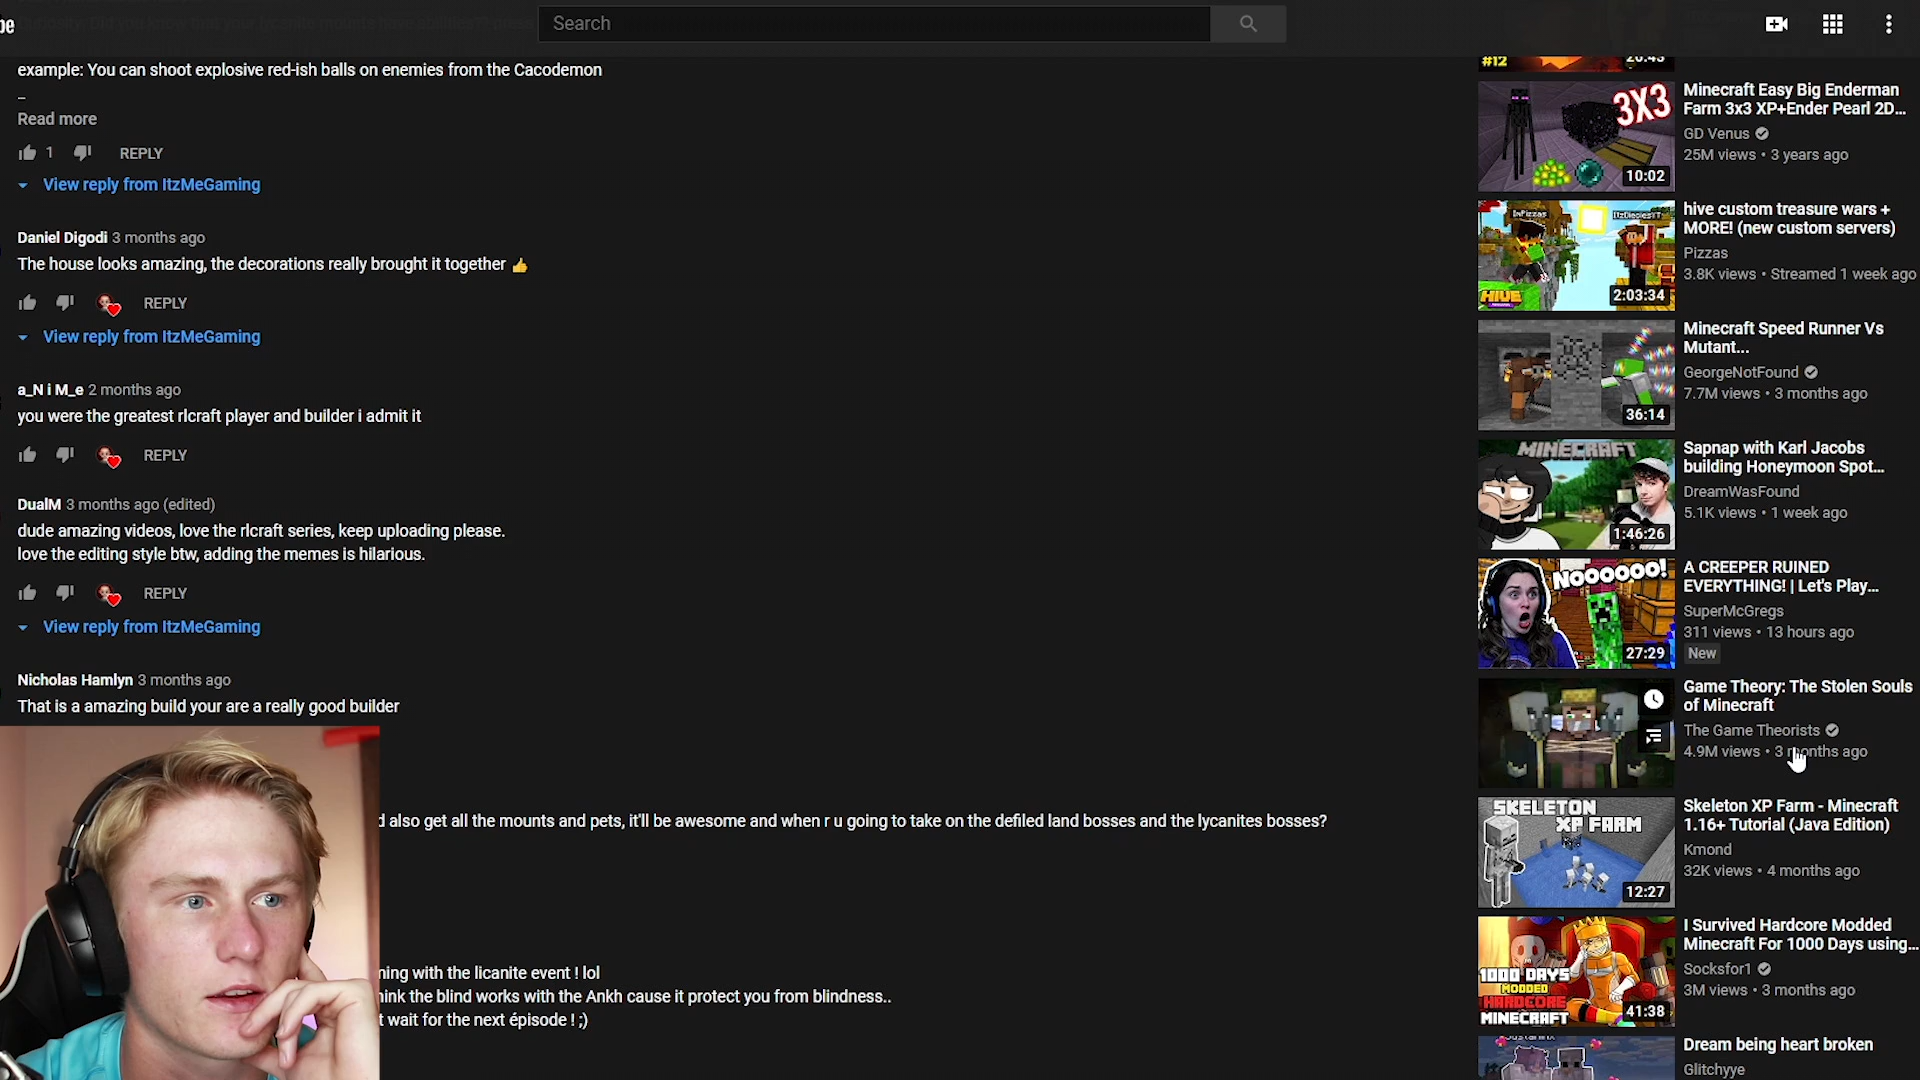 be
Search
example: You can shoot explosive red-ish balls on enemies from the Cacodemon
_
Read more
1 REPLY
View reply from ItzMeGaming
Daniel Digodi 3 months ago
The house looks amazing, the decorations really brought it together 👍
REPLY
View reply from ItzMeGaming
a_N i M_e 2 months ago
you were the greatest rlcraft player and builder i admit it
REPLY
DualM 3 months ago (edited)
dude amazing videos, love the rlcraft series, keep uploading please.
love the editing style btw, adding the memes is hilarious.
REPLY
View reply from ItzMeGaming
Nicholas Hamlyn 3 months ago
That is a amazing build your are a really good builder
d also get all the mounts and pets, it'll be awesome and when r u going to take on the defiled land bosses and the lycanites bosses?
ning with the licanite event ! lol
hink the blind works with the Ankh cause it protect you from blindness..
t wait for the next épisode ! ;)
#12
20:43
3X3
10:02
Minecraft Easy Big Enderman
Farm 3x3 XP+Ender Pearl 2D...
GD Venus
25M views • 3 years ago
InPizzas
ItzDieciesYT
HIVE
2:03:34
hive custom treasure wars +
MORE! (new custom servers)
Pizzas
3.8K views • Streamed 1 week ago
36:14
Minecraft Speed Runner Vs
Mutant...
GeorgeNotFound
7.7M views • 3 months ago
MINECRAFT
1:46:26
Sapnap with Karl Jacobs
building Honeymoon Spot...
DreamWasFound
5.1K views • 1 week ago
NOOOOOO!
27:29
A CREEPER RUINED
EVERYTHING! | Let's Play...
SuperMcGregs
311 views • 13 hours ago
New
Game Theory: The Stolen Souls
of Minecraft
The Game Theorists
4.9M views • 3 months ago
SKELETON
XP FARM
12:27
Skeleton XP Farm - Minecraft
1.16+ Tutorial (Java Edition)
Kmond
32K views • 4 months ago
1000 DAYS
MODDED
HARDCORE
MINECRAFT
41:38
I Survived Hardcore Modded
Minecraft For 1000 Days using...
Socksfor1
3M views • 3 months ago
Dream being heart broken
Glitchyye